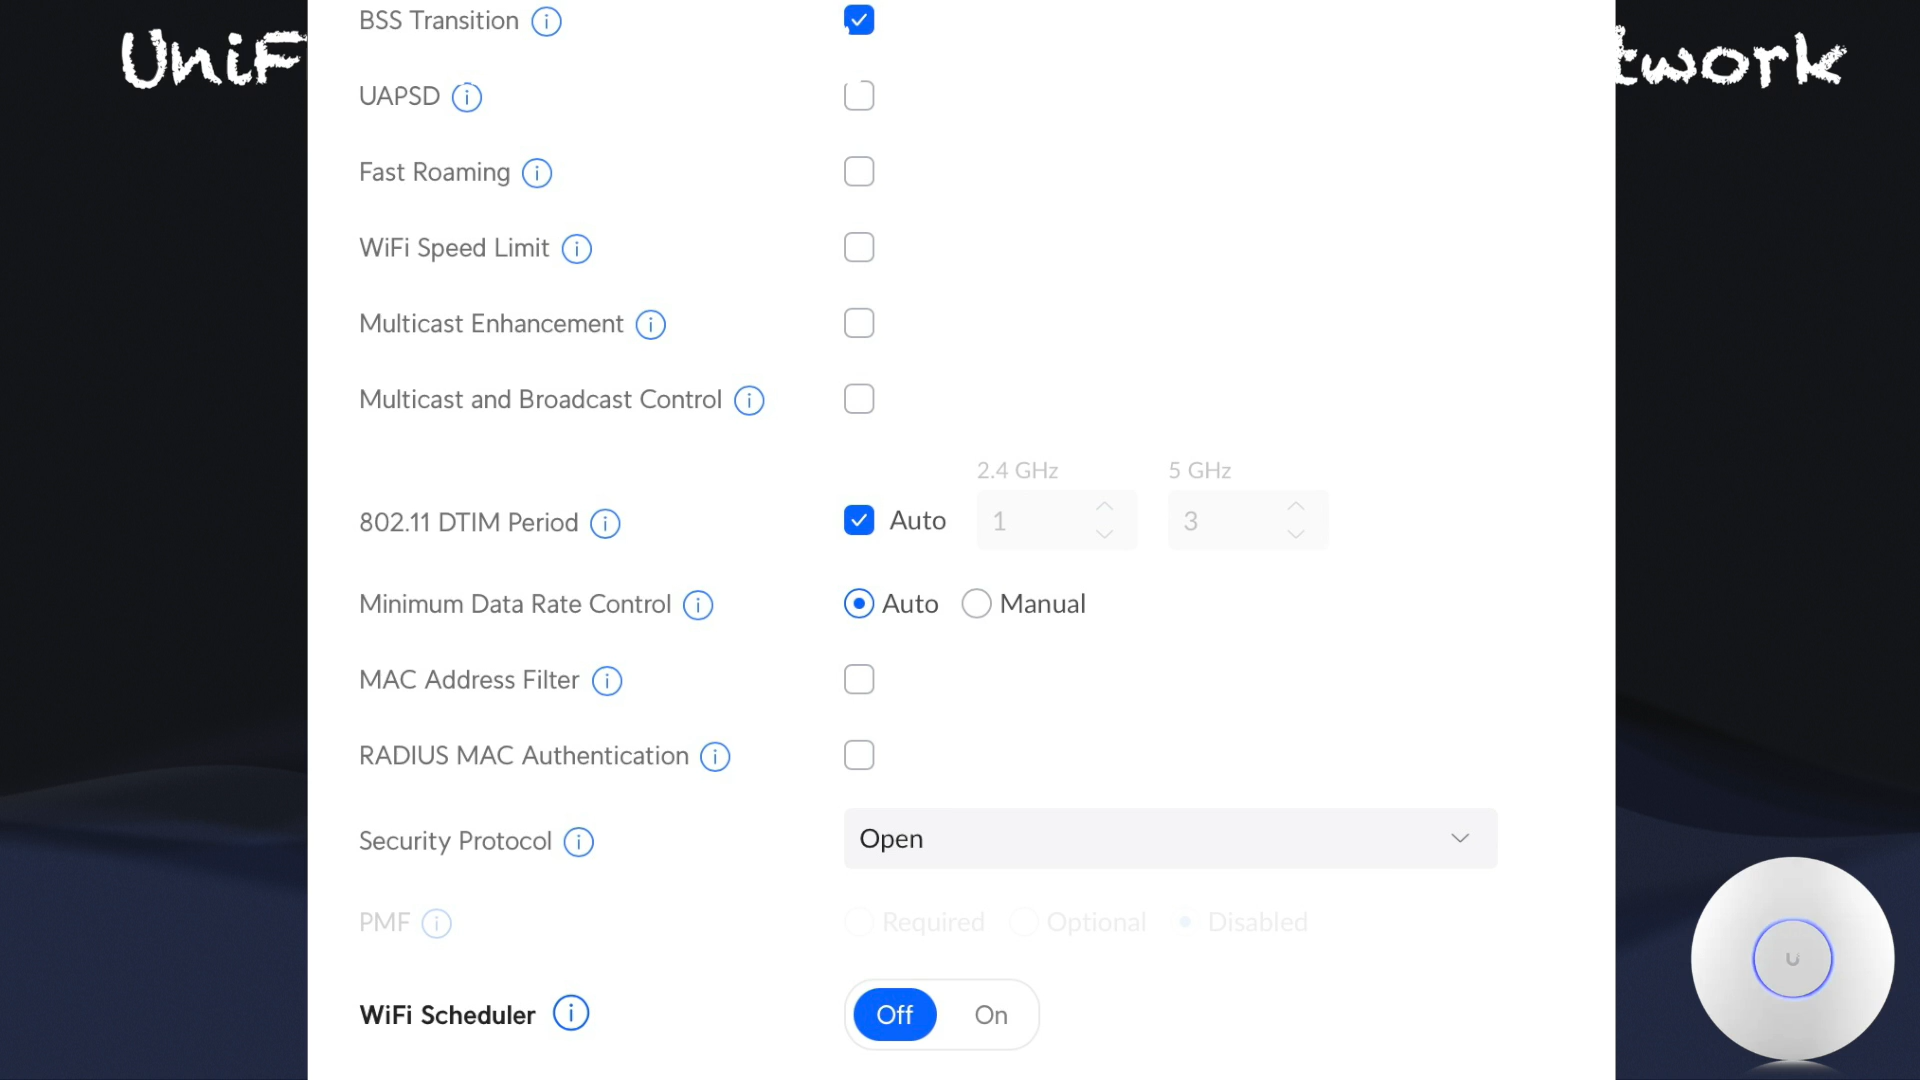 BSS Transition
UniF
twork
UAPSD
Fast Roaming
WiFi Speed Limit
Multicast Enhancement
Multicast and Broadcast Control
2.4 GHz 5 GHz
802.11 DTIM Period Auto 1 3
Minimum Data Rate Control Auto Manual
MAC Address Filter
RADIUS MAC Authentication
Security Protocol Open
PMF Required Optional Disabled
WiFi Scheduler Off On